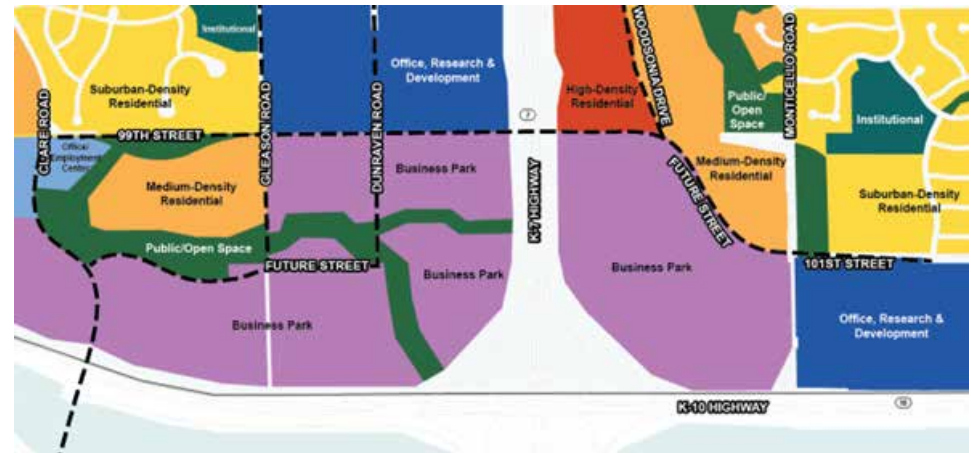 Institutional
Suburban-Density
Residential
CLARE ROAD
99TH STREET
Office/
Employment
Center
GLEASON ROAD
DUNRAVEN ROAD
Office, Research &
Development
Medium-Density
Residential
Public/Open Space
FUTURE STREET
Business Park
Business Park
Business Park
7
K-7 HIGHWAY
High-Density
Residential
WOODSONIA DRIVE
Public/
Open
Space
MONTICELLO ROAD
Institutional
Medium-Density
Residential
FUTURE STREET
Suburban-Density
Residential
Business Park
101ST STREET
Office, Research &
Development
K-10 HIGHWAY
10